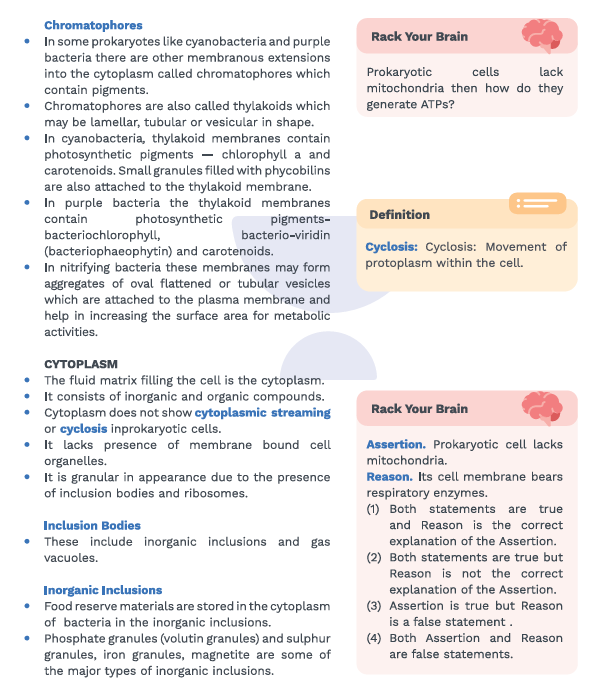 Chromatophores
• In some prokaryotes like cyanobacteria and purple
bacteria there are other membranous extensions
into the cytoplasm called chromatophores which
contain pigments.
• Chromatophores are also called thylakoids which
may be lamellar, tubular or vesicular in shape.
• In cyanobacteria, thylakoid membranes contain
photosynthetic pigments — chlorophyll a and
carotenoids. Small granules filled with phycobilins
are also attached to the thylakoid membrane.
• In purple bacteria the thylakoid membranes
contain photosynthetic pigments–
bacteriochlorophyll, bacterio-viridin
(bacteriophaeophytin) and carotenoids.
• In nitrifying bacteria these membranes may form
aggregates of oval flattened or tubular vesicles
which are attached to the plasma membrane and
help in increasing the surface area for metabolic
activities.
CYTOPLASM
• The fluid matrix filling the cell is the cytoplasm.
• It consists of inorganic and organic compounds.
• Cytoplasm does not show cytoplasmic streaming
or cyclosis inprokaryotic cells.
• It lacks presence of membrane bound cell
organelles.
• It is granular in appearance due to the presence
of inclusion bodies and ribosomes.
Inclusion Bodies
• These include inorganic inclusions and gas
vacuoles.
Inorganic Inclusions
• Food reserve materials are stored in the cytoplasm
of bacteria in the inorganic inclusions.
• Phosphate granules (volutin granules) and sulphur
granules, iron granules, magnetite are some of
the major types of inorganic inclusions.
Rack Your Brain
Prokaryotic cells lack
mitochondria then how do they
generate ATPs?
Definition
Cyclosis: Cyclosis: Movement of
protoplasm within the cell.
Rack Your Brain
Assertion. Prokaryotic cell lacks
mitochondria.
Reason. Its cell membrane bears
respiratory enzymes.
(1) Both statements are true
and Reason is the correct
explanation of the Assertion.
(2) Both statements are true but
Reason is not the correct
explanation of the Assertion.
(3) Assertion is true but Reason
is a false statement .
(4) Both Assertion and Reason
are false statements.